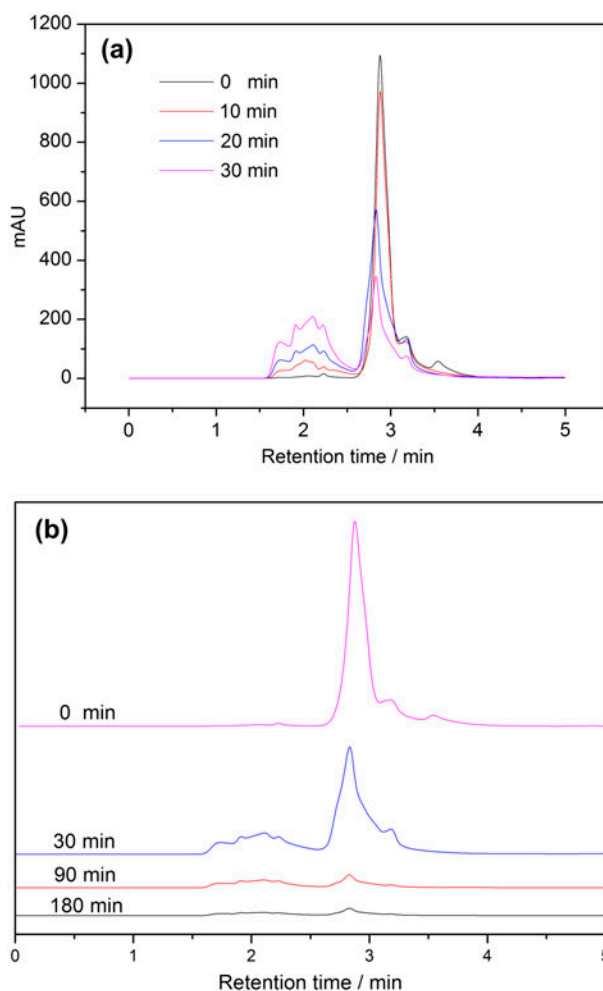 1200
(a)
0 min
1000
10 min
20 min
800
30 min
600
mAU
400
200
0
0 1 2 3 4 5
Retention time / min
(b)
0 min
30 min
90 min
180 min
0 1 2 3 4 5
Retention time / min